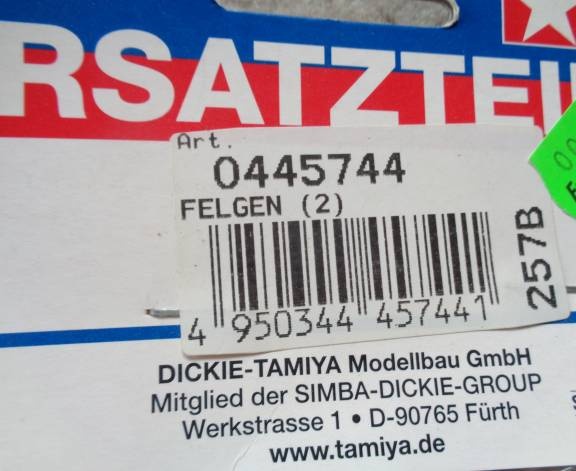 RSATZTEI
Art.
0445744
FELGEN (2)
257B
4 950344 457441
DICKIE-TAMIYA Modellbau GmbH
Mitglied der SIMBA-DICKIE-GROUP
Werkstrasse 1 • D-90765 Fürth
www.tamiya.de